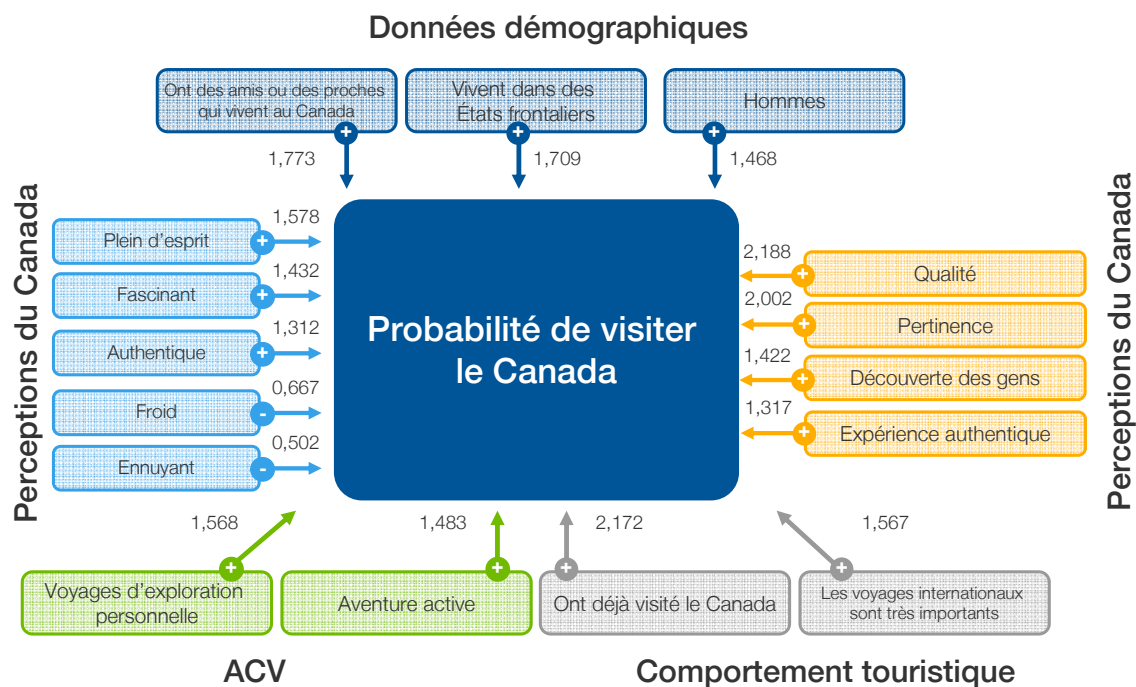 Données démographiques
Ont des amis ou des proches
qui vivent au Canada
Vivent dans des
États frontaliers
Hommes
+
+
+
1,773
1,709
1,468
Perceptions du Canada
Plein d'esprit
+
1,578
Fascinant
+
1,432
Authentique
+
1,312
Froid
-
0,667
Ennuyant
-
0,502
Probabilité de visiter
le Canada
2,188
+
Qualité
2,002
+
Pertinence
1,422
+
Découverte des gens
1,317
+
Expérience authentique
Perceptions du Canada
1,568
1,483
2,172
1,567
+
+
+
+
Voyages d'exploration
personnelle
Aventure active
Ont déjà visité le Canada
Les voyages internationaux
sont très importants
ACV
Comportement touristique